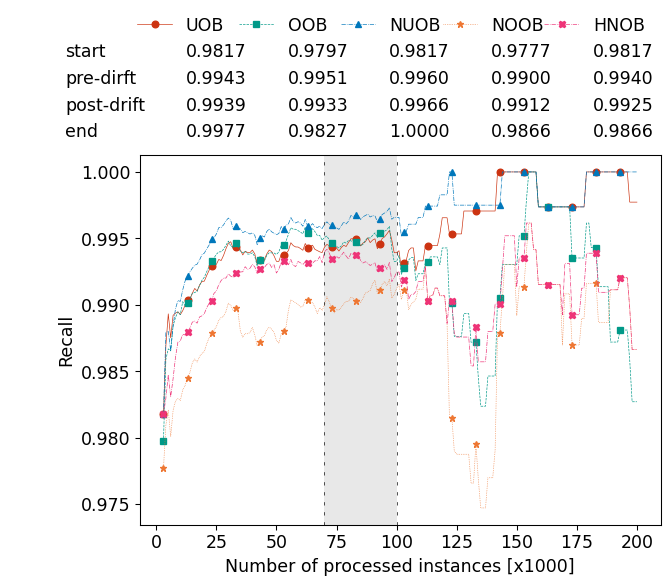 UOB OOB NUOB NOOB HNOB
start 0.9817 0.9797 0.9817 0.9777 0.9817
pre-dirft 0.9943 0.9951 0.9960 0.9900 0.9940
post-drift 0.9939 0.9933 0.9966 0.9912 0.9925
end 0.9977 0.9827 1.0000 0.9866 0.9866
1.000
0.995
0.990
0.985
0.980
0.975
Recall
0 25 50 75 100 125 150 175 200
Number of processed instances [x1000]